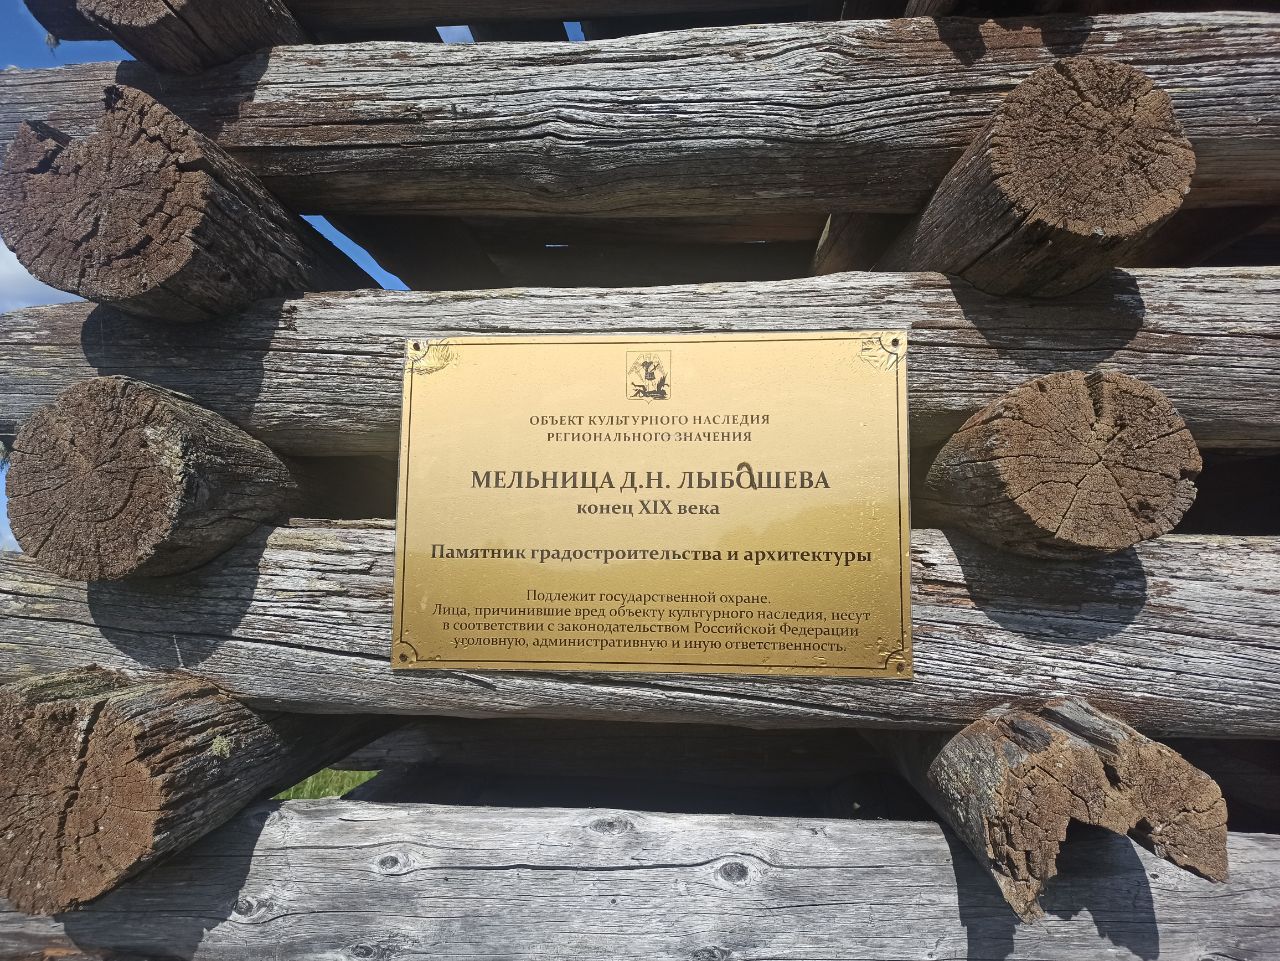 ОБЪЕКТ КУЛЬТУРНОГО НАСЛЕДИЯ
РЕГИОНАЛЬНОГО ЗНАЧЕНИЯ
МЕЛЬНИЦА Д.Н. ЛЫБАШЕВА
конец XIX века
Памятник градостроительства и архитектуры
Подлежит государственной охране.
Лица, причинившие вред объекту культурного наследия, несут
в соответствии с законодательством Российской Федерации
уголовную, административную и иную ответственность.